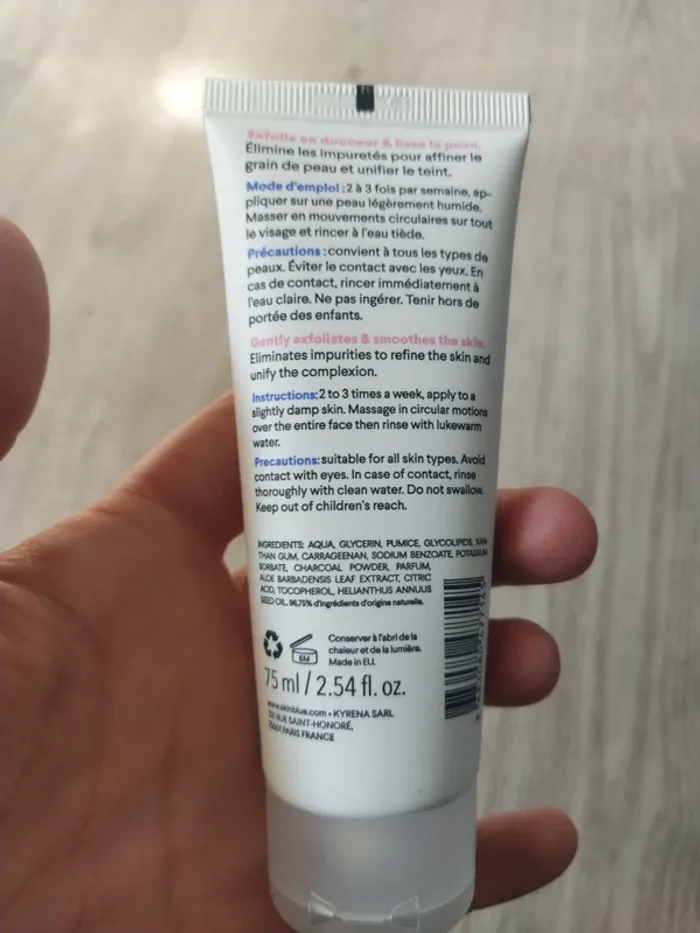 Exfolie en douceur & lisse la peau.
Élimine les impuretés pour affiner le
grain de peau et unifier le teint.
Mode d'emploi : 2 à 3 fois par semaine, ap-
pliquer sur une peau légèrement humide.
Masser en mouvements circulaires sur tout
le visage et rincer à l'eau tiède.
Précautions : convient à tous les types de
peaux. Éviter le contact avec les yeux. En
cas de contact, rincer immédiatement à
l'eau claire. Ne pas ingérer. Tenir hors de
portée des enfants.
Gently exfoliates & smoothes the skin.
Eliminates impurities to refine the skin and
unify the complexion.
Instructions: 2 to 3 times a week, apply to a
slightly damp skin. Massage in circular motions
over the entire face then rinse with lukewarm
water.
Precautions: suitable for all skin types. Avoid
contact with eyes. In case of contact, rinse
thoroughly with clean water. Do not swallow.
Keep out of children's reach.
INGREDIENTS: AQUA, GLYCERIN, PUMICE, GLYCOLIPIDS, XAN-
THAN GUM, CARRAGEENAN, SODIUM BENZOATE, POTASSIUM
SORBATE, CHARCOAL POWDER, PARFUM,
ALOE BARBADENSIS LEAF EXTRACT, CITRIC
ACID, TOCOPHEROL, HELIANTHUS ANNUUS
SEED OIL. 96,75% d'ingrédients d'origine naturelle.
6M
Conserver à l'abri de la
chaleur et de la lumière.
Made in EU.
75 ml / 2.54 fl. oz.
www.skinblue.com • KYRENA SARL
RUE SAINT-HONORÉ,
PARIS FRANCE